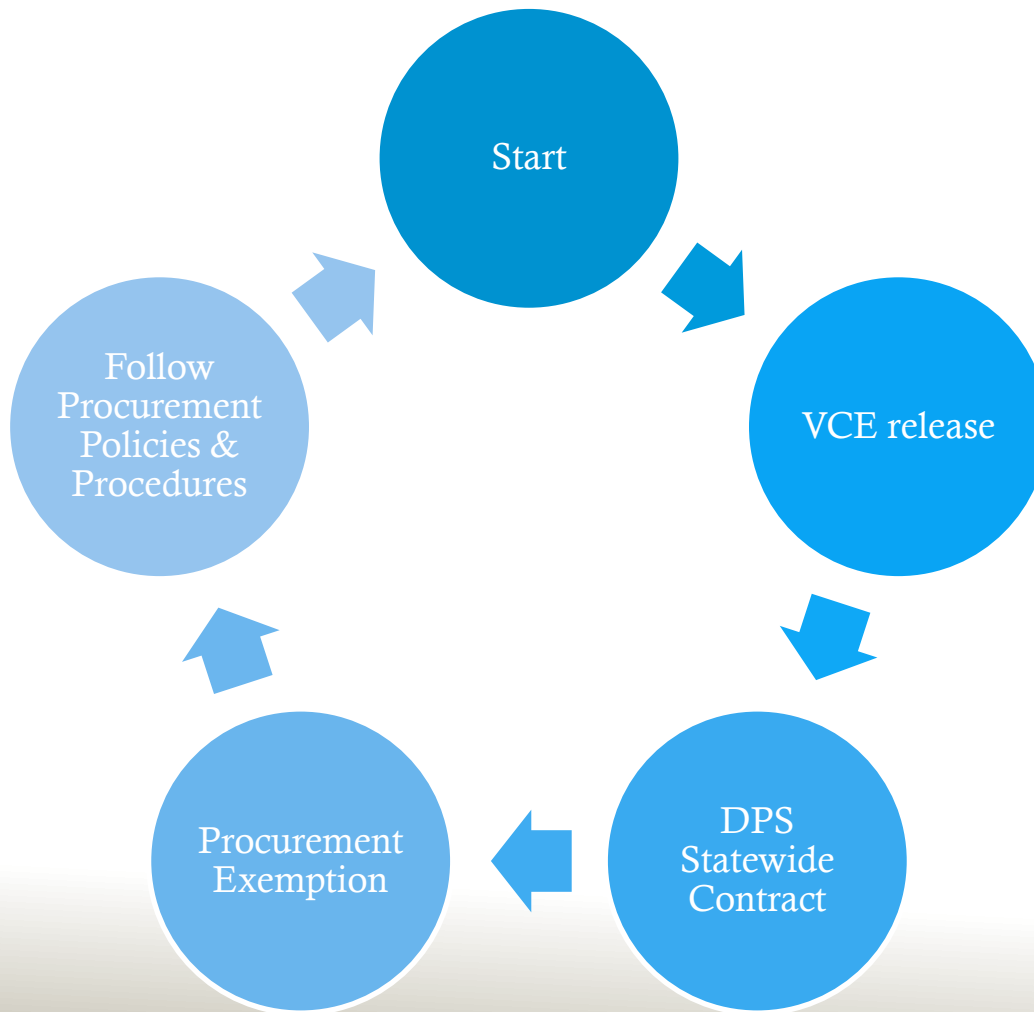 Start
VCE release
DPS
Statewide
Contract
Procurement
Exemption
Follow
Procurement
Policies &
Procedures